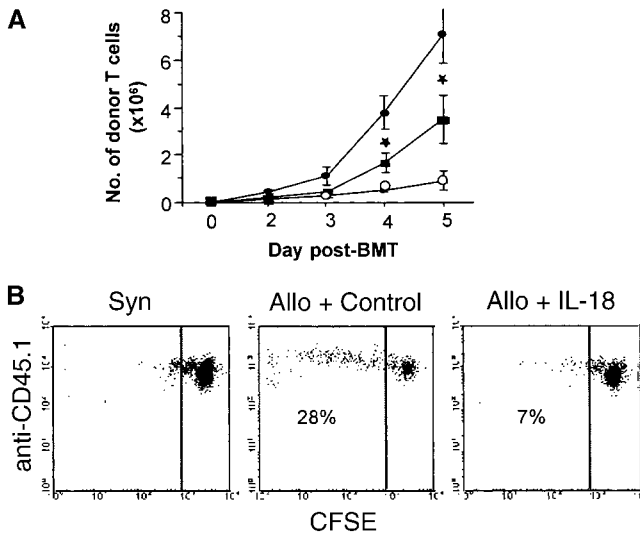 A
No. of donor T cells
(x10⁶)
8
6
4
2
0
0 2 3 4 5
Day post-BMT
B
Syn Allo + Control Allo + IL-18
anti-CD45.1
28%
7%
CFSE